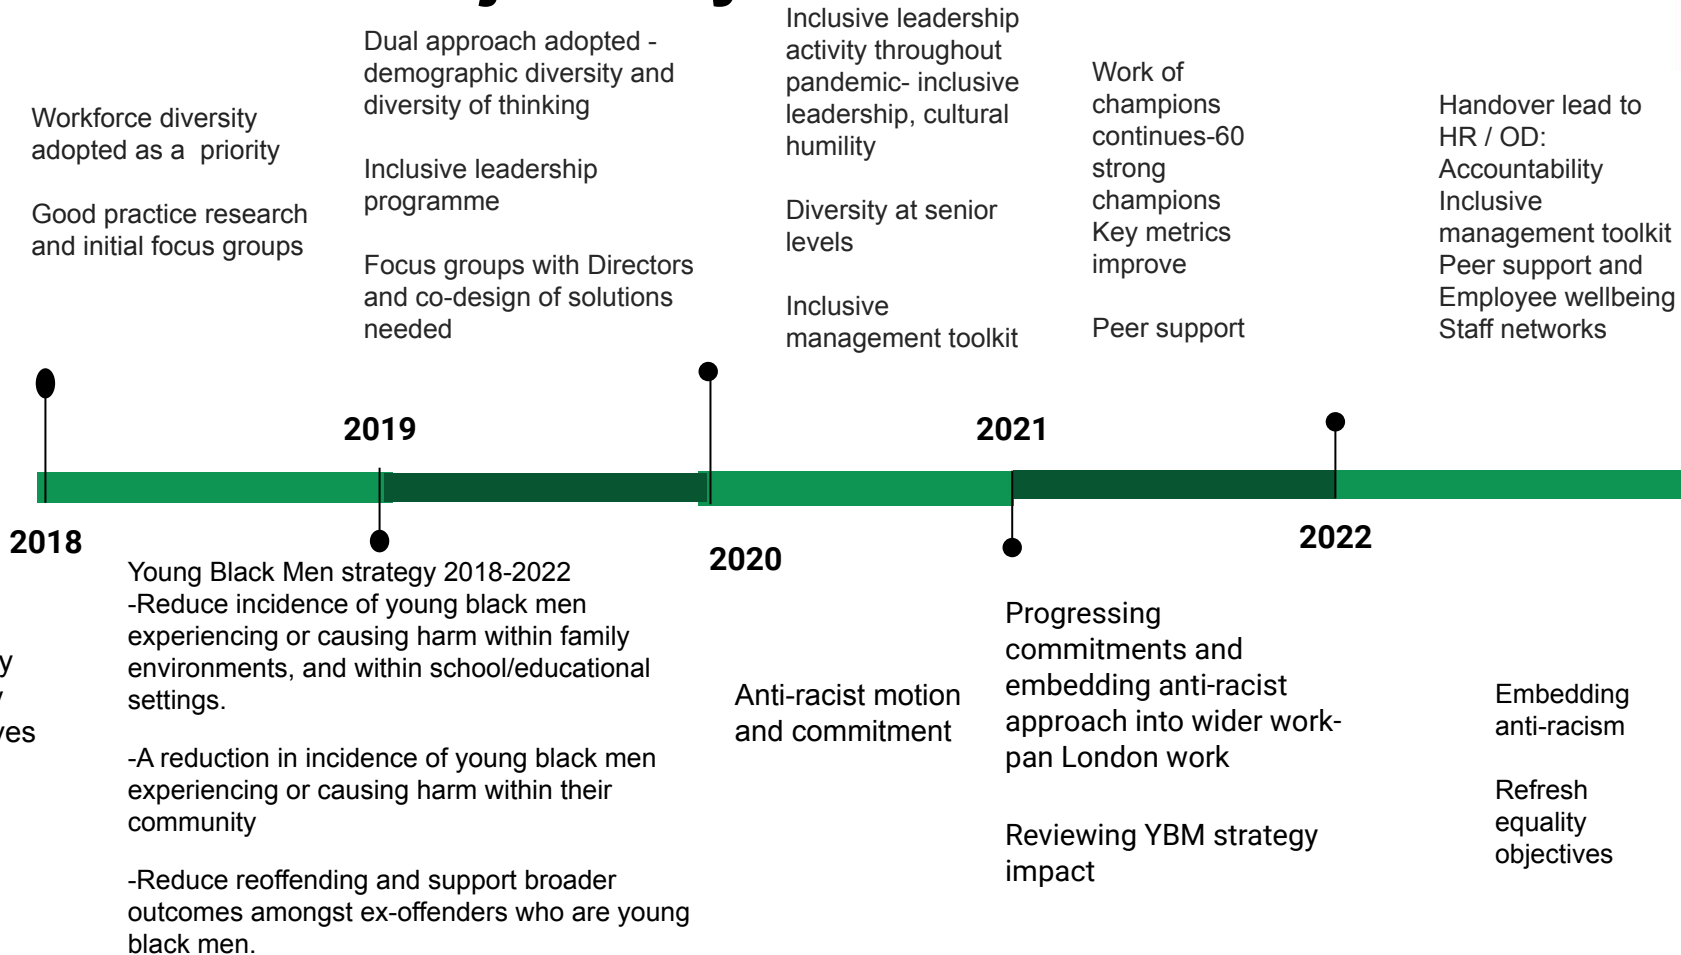 Workforce diversity
adopted as a  priority
Good practice research
and initial focus groups
Dual approach adopted -
demographic diversity and
diversity of thinking
Inclusive leadership
programme
Focus groups with Directors
and co-design of solutions
needed
Inclusive leadership
activity throughout
pandemic- inclusive
leadership, cultural
humility
Diversity at senior
levels
Inclusive
management toolkit
Work of
champions
continues-60
strong
champions
Key metrics
improve
Peer support
Handover lead to
HR / OD:
Accountability
Inclusive
management toolkit
Peer support and
Employee wellbeing
Staff networks
2019
2021
2018
2020
2022
Young Black Men strategy 2018-2022
-Reduce incidence of young black men
experiencing or causing harm within family
environments, and within school/educational
settings.
-A reduction in incidence of young black men
experiencing or causing harm within their
community
-Reduce reoffending and support broader
outcomes amongst ex-offenders who are young
black men.
Anti-racist motion
and commitment
Progressing
commitments and
embedding anti-racist
approach into wider work-
pan London work
Reviewing YBM strategy
impact
Embedding
anti-racism
Refresh
equality
objectives